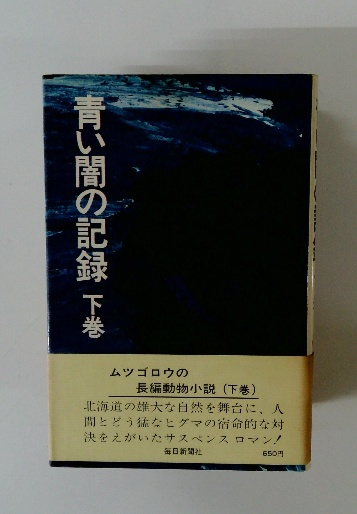 青い闇の記録 下巻
ムツゴロウの
長編動物小説（下巻）
北海道の雄大な自然を舞台に、人
間とどう猛なヒグマの宿命的な対
決をえがいたサスペンスロマン！
毎日新聞社
650円